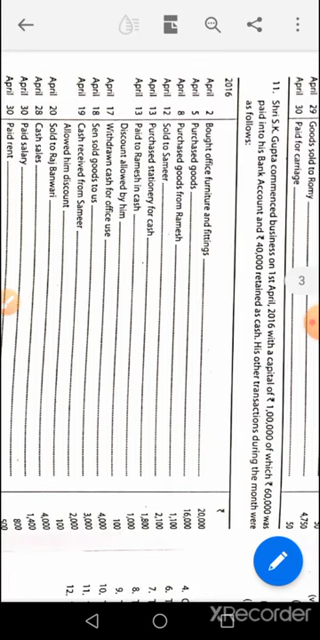 April 29 Goods sold to Romy 4,750
April 30 Paid for carriage 50
3
11. Shri S.K. Gupta commenced business on 1st April, 2016 with a capital of ₹ 1,00,000 of which ₹ 60,000 was
paid into his Bank Account and ₹ 40,000 retained as cash. His other transactions during the month were
as follows:
2016 ₹
April 2 Bought office furniture and fittings 20,000
April 5 Purchased goods 16,000
April 8 Purchased goods from Ramesh 1,100
April 12 Sold to Sameer 2,100
April 13 Purchased stationery for cash 1,800
April 13 Paid to Ramesh in cash 1,000
Discount allowed by him 100
April 17 Withdrawn cash for office use 4,000
April 18 Sen sold goods to us 3,000
April 19 Cash received from Sameer 2,000
Allowed him discount 100
April 20 Sold to Raj Banwari 4,000
April 28 Cash sales 1,400
April 30 Paid salary 800
April 30 Paid rent 500
4.
6.
7.
8.
9.
10.
11.
12.
XRecorder